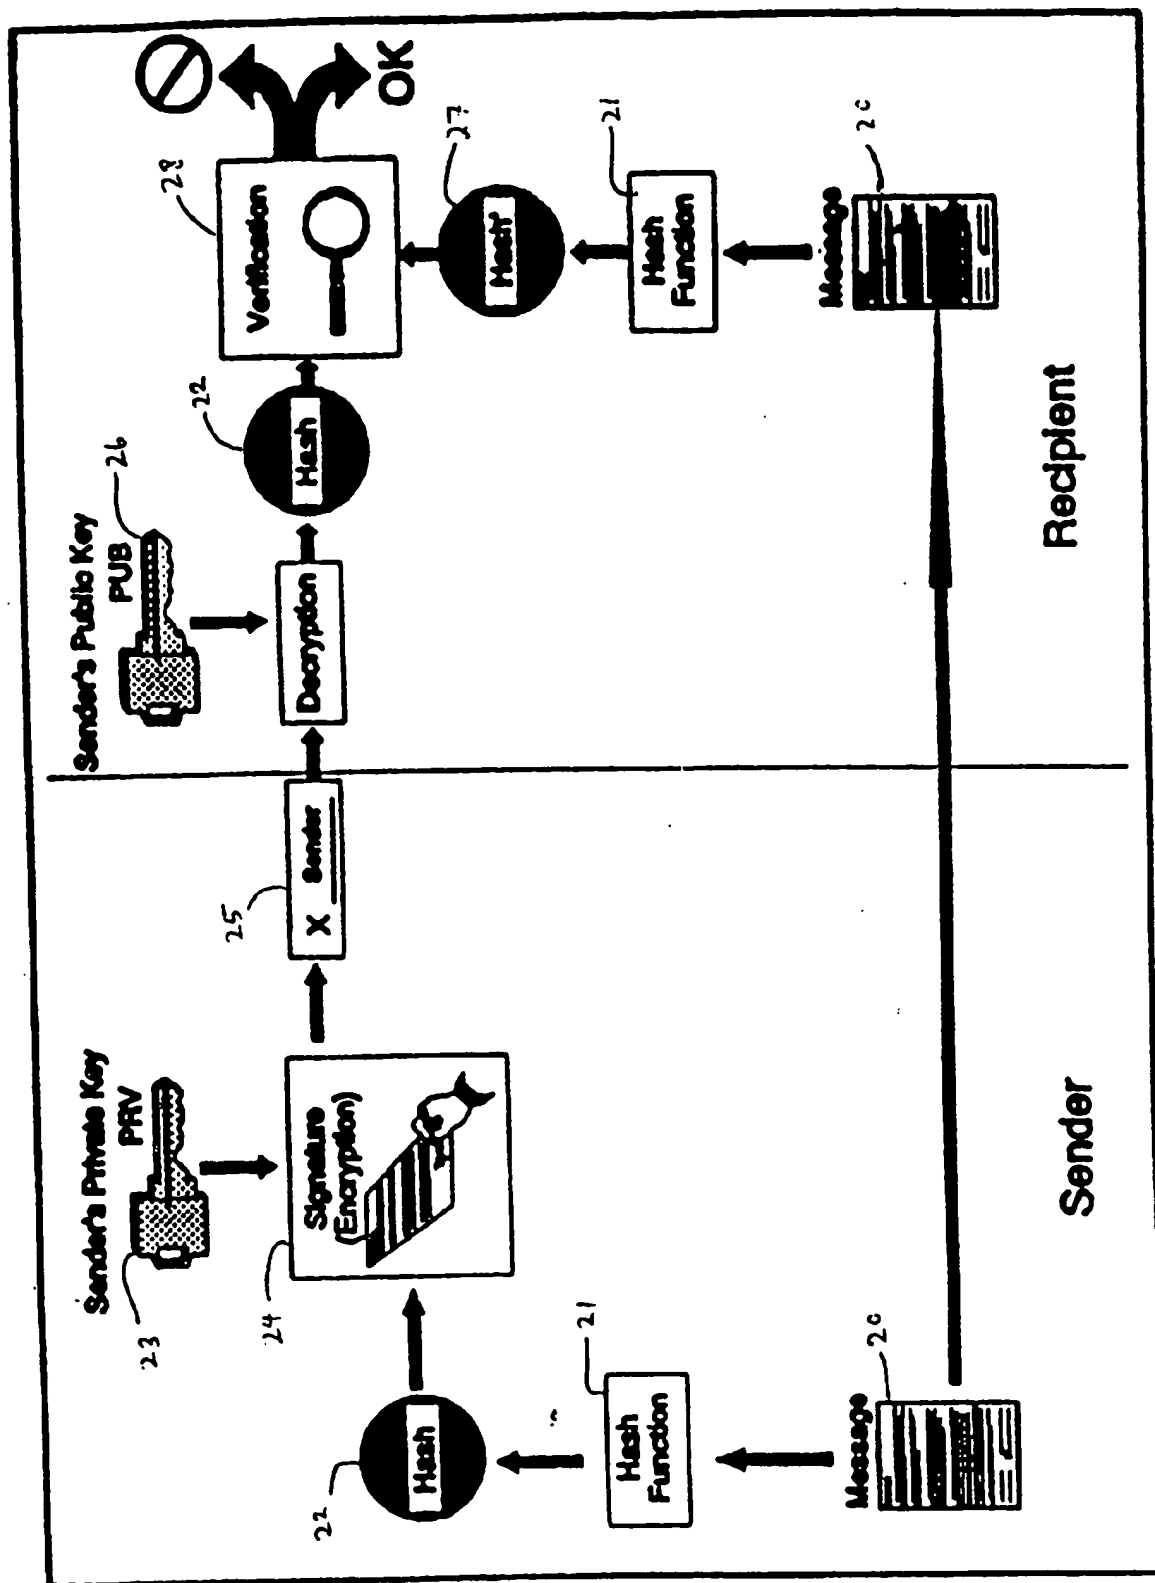 Sender's Private Key
PRV
23
Sender's Public Key
PUB
26
22
Hash
24
Signature
(Encryption)
25
X Sender
Decryption
22
Hash
28
Verification
OK
21
Hash
Function
27
Hash'
21
Hash
Function
Message
20
Message
20
Sender
Recipient